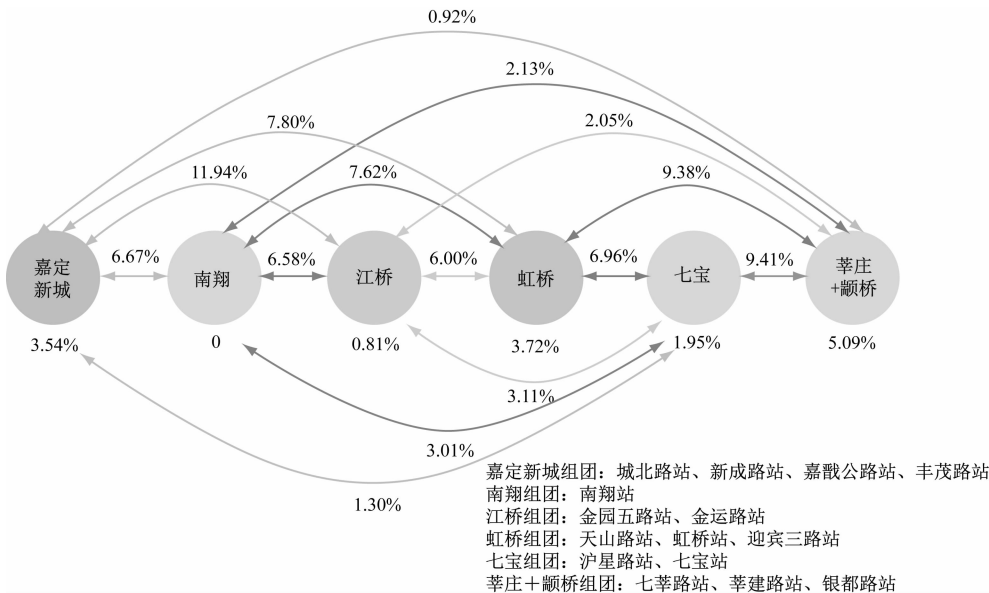 0.92%
2.13%
7.80%
2.05%
11.94%
7.62%
9.38%
嘉定
新城
6.67%
南翔
6.58%
江桥
6.00%
虹桥
6.96%
七宝
9.41%
莘庄
+颛桥
3.54%
0
0.81%
3.72%
1.95%
5.09%
3.11%
3.01%
1.30%
嘉定新城组团：城北路站、新成路站、嘉戬公路站、丰茂路站
南翔组团：南翔站
江桥组团：金园五路站、金运路站
虹桥组团：天山路站、虹桥站、迎宾三路站
七宝组团：沪星路站、七宝站
莘庄＋颛桥组团：七莘路站、莘建路站、银都路站